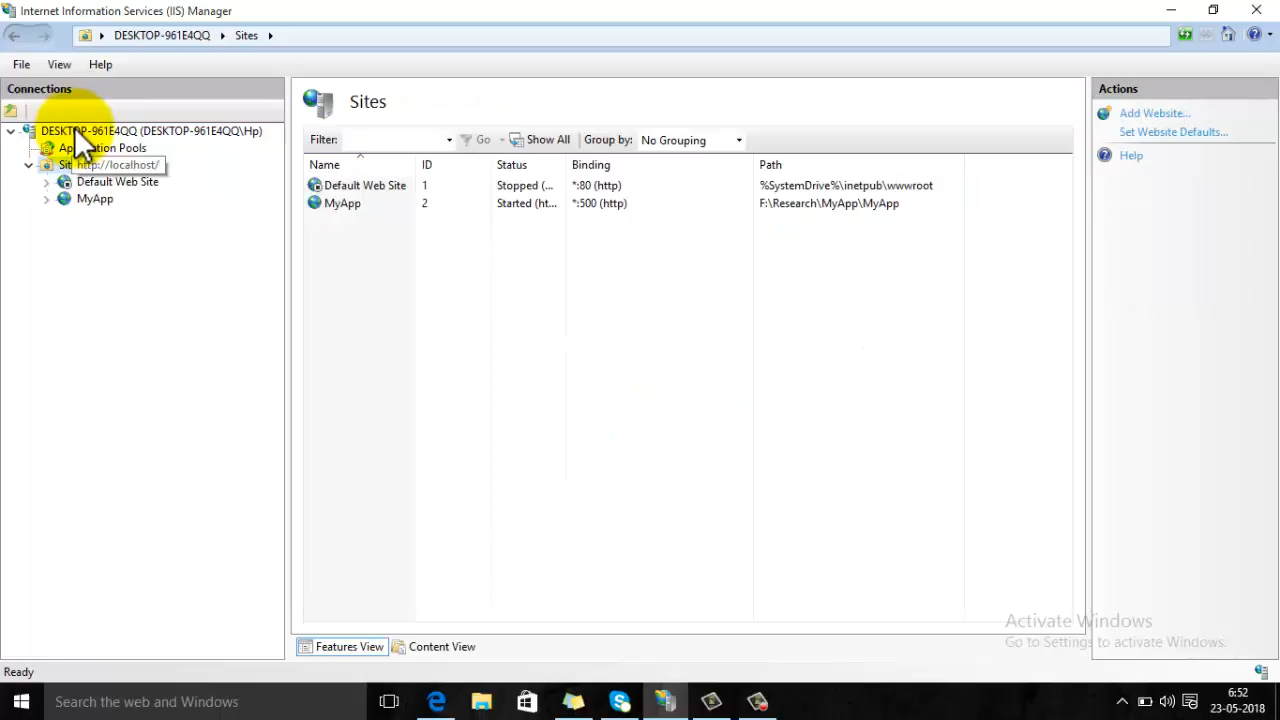 Internet Information Services (IIS) Manager
DESKTOP-961E4QQ Sites
File View Help
Connections
DESKTOP-961E4QQ (DESKTOP-961E4QQ\Hp)
Application Pools
http://localhost/
Default Web Site
MyApp
Sites
Filter: Go Show All Group by: No Grouping
Name ID Status Binding Path
Default Web Site 1 Stopped (... *:80 (http) %SystemDrive%\inetpub\wwwroot
MyApp 2 Started (ht... *:500 (http) F:\Research\MyApp\MyApp
Features View Content View
Actions
Add Website...
Set Website Defaults...
Help
Activate Windows
Go to Settings to activate Windows.
Ready
Search the web and Windows
6:52
23-05-2018